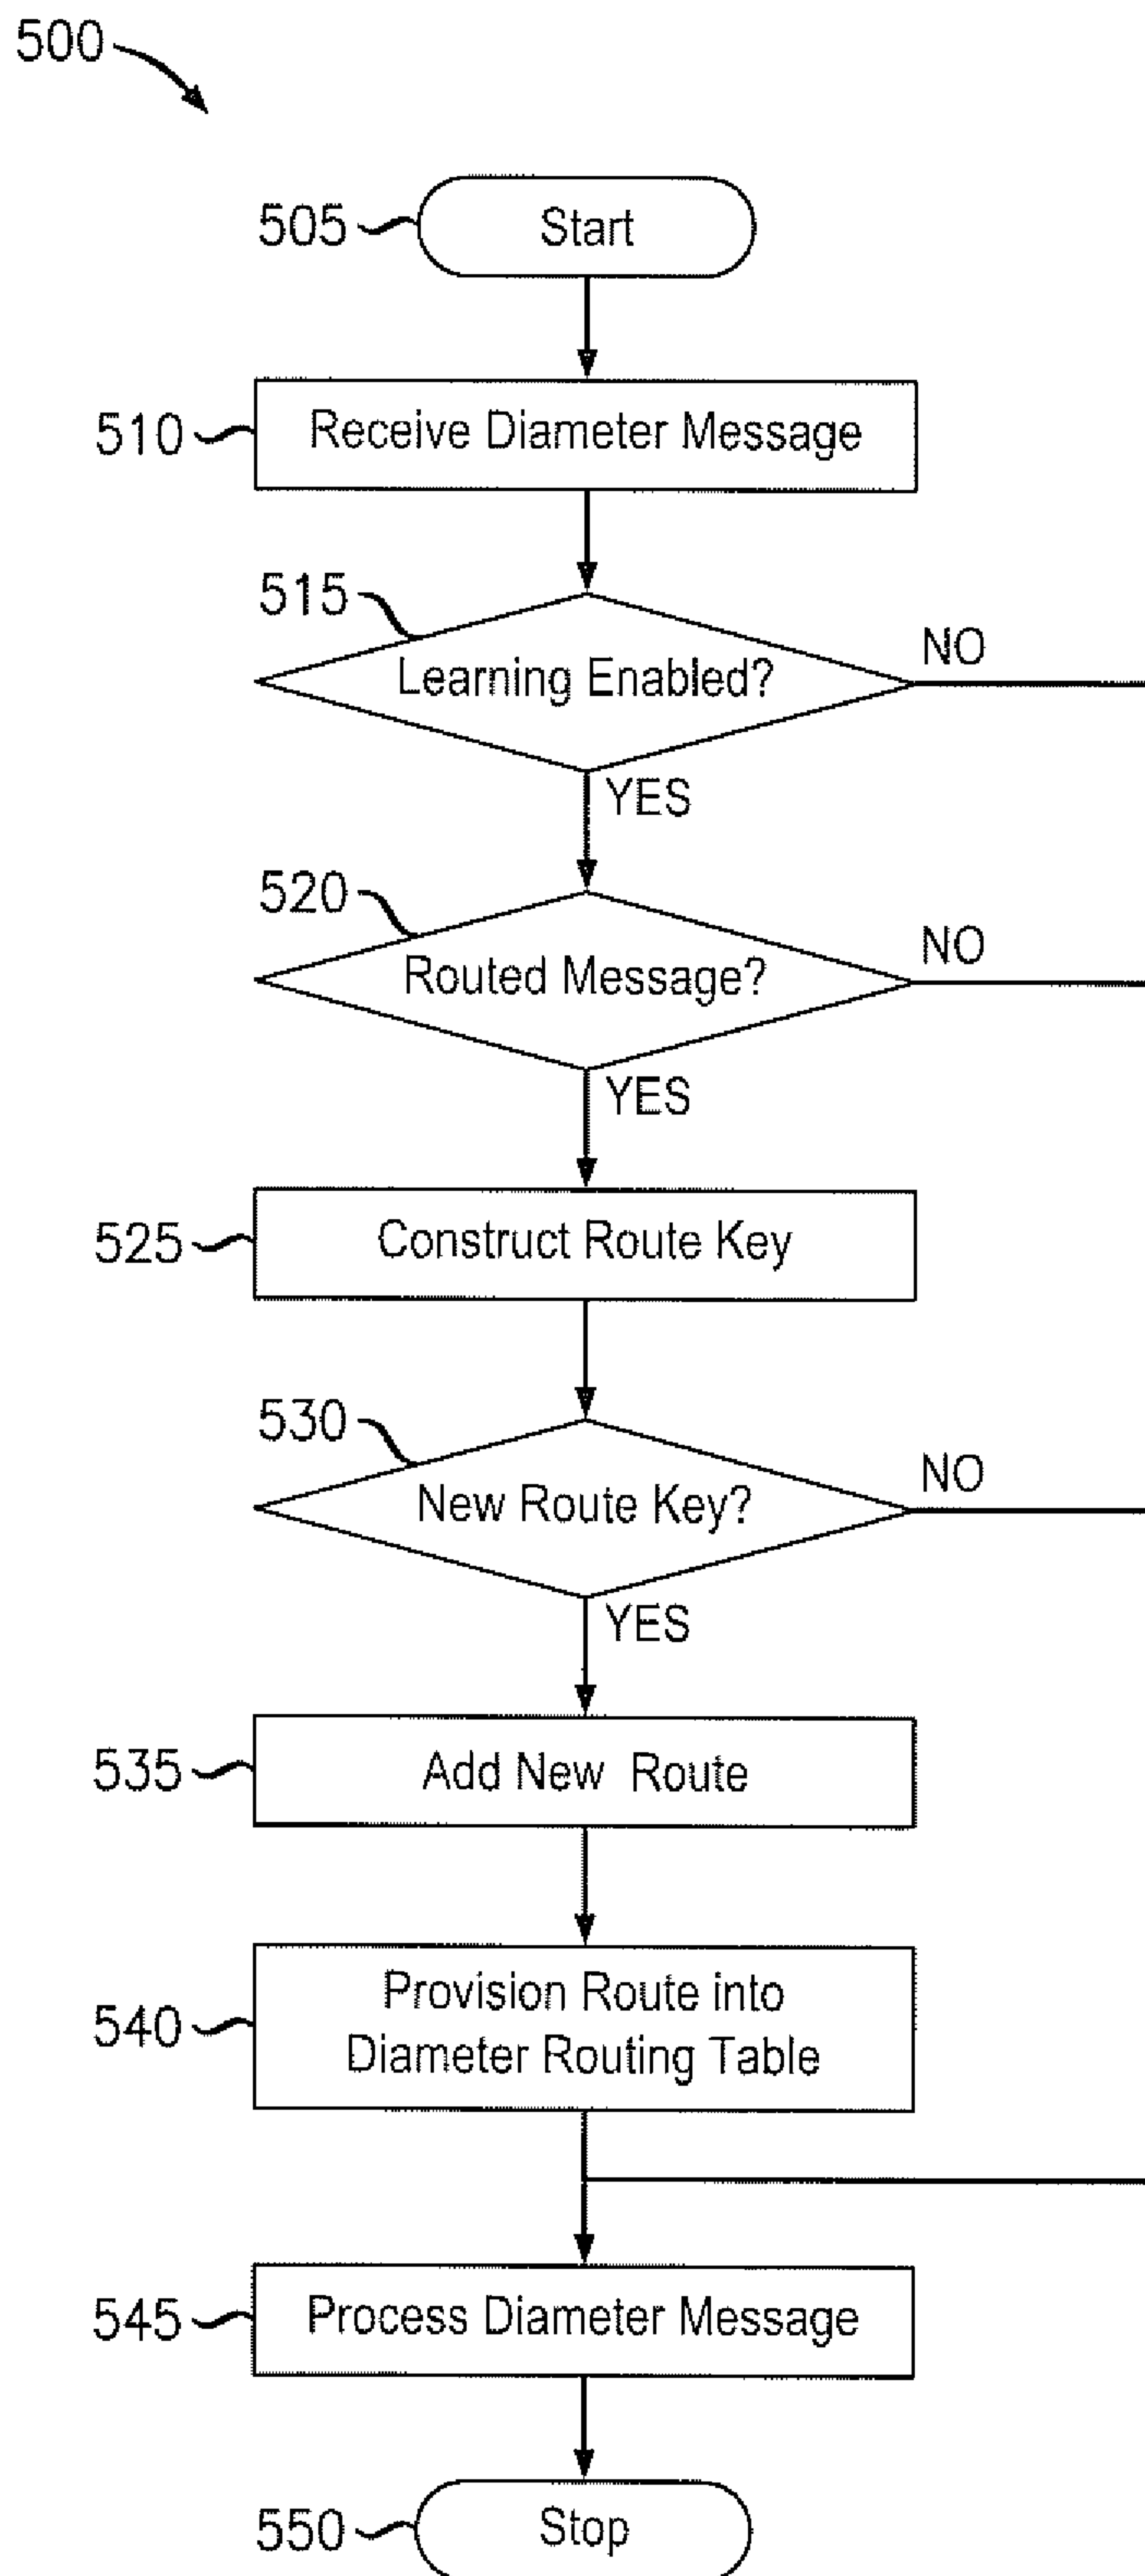 500
505
Start
510
Receive Diameter Message
515
Learning Enabled?
NO
YES
520
Routed Message?
NO
YES
525
Construct Route Key
530
New Route Key?
NO
YES
535
Add New Route
540
Provision Route into
Diameter Routing Table
545
Process Diameter Message
550
Stop